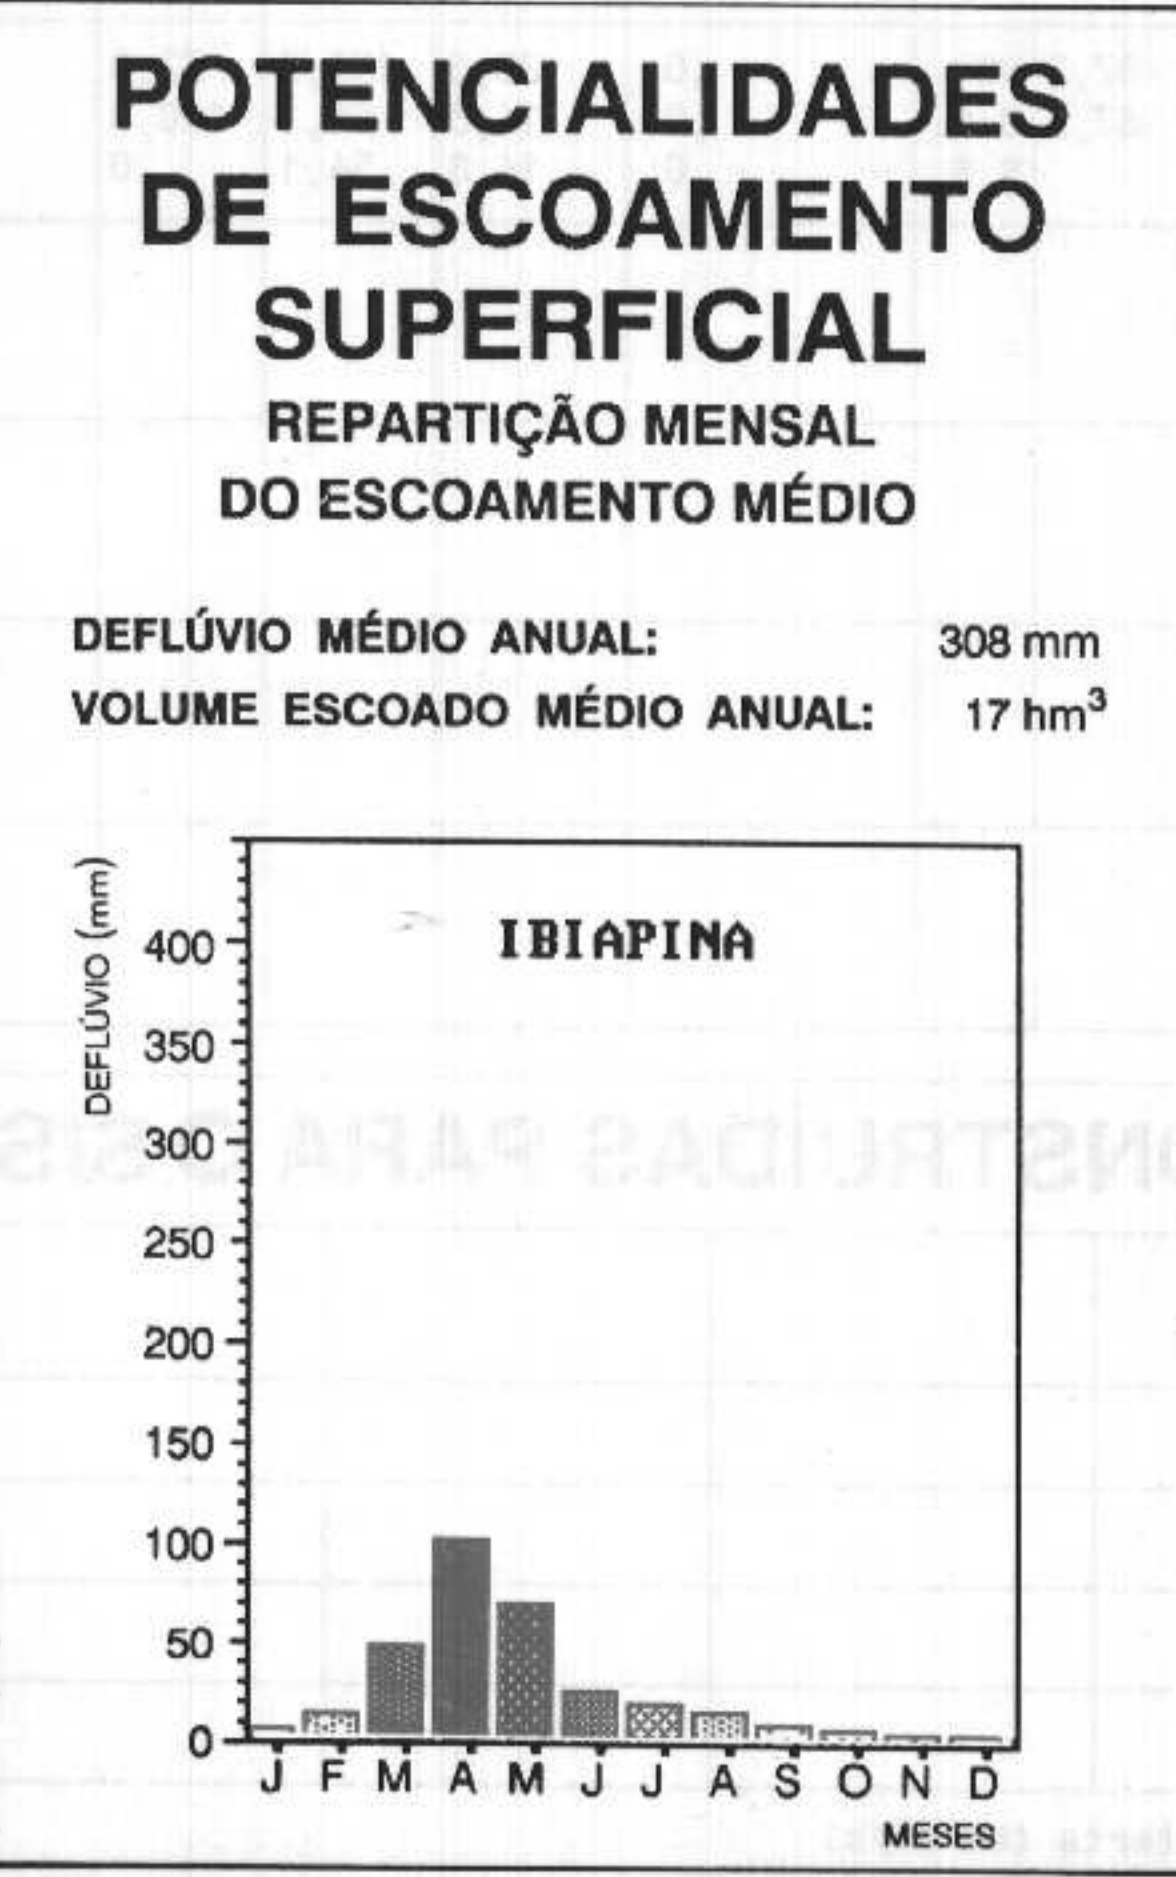 POTENCIALIDADES
DE ESCOAMENTO
SUPERFICIAL
REPARTIÇÃO MENSAL
DO ESCOAMENTO MÉDIO
DEFLÚVIO MÉDIO ANUAL: 308 mm
VOLUME ESCOADO MÉDIO ANUAL: 17 hm³
DEFLÚVIO (mm)
IBIAPINA
400
350
300
250
200
150
100
50
0
J F M A M J J A S O N D
MESES